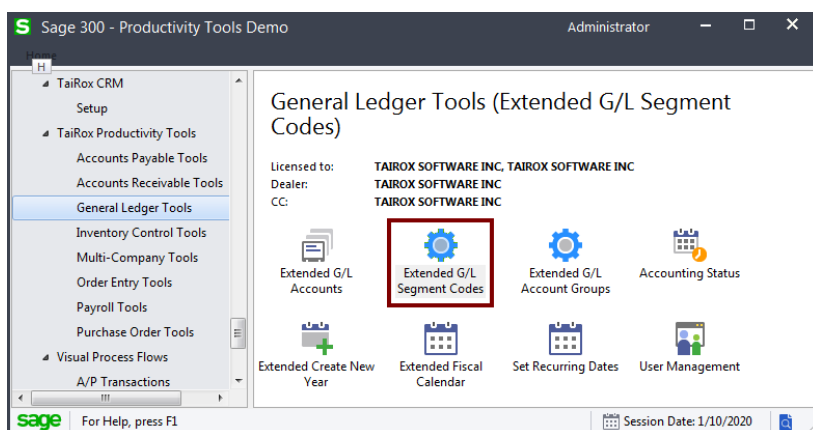 S Sage 300 - Productivity Tools Demo
Administrator
Home
H
TaiRox CRM
Setup
TaiRox Productivity Tools
Accounts Payable Tools
Accounts Receivable Tools
General Ledger Tools
Inventory Control Tools
Multi-Company Tools
Order Entry Tools
Payroll Tools
Purchase Order Tools
Visual Process Flows
A/P Transactions
General Ledger Tools (Extended G/L Segment
Codes)
Licensed to: TAIROX SOFTWARE INC, TAIROX SOFTWARE INC
Dealer: TAIROX SOFTWARE INC
CC: TAIROX SOFTWARE INC
Extended G/L
Accounts
Extended G/L
Segment Codes
Extended G/L
Account Groups
Accounting Status
Extended Create New
Year
Extended Fiscal
Calendar
Set Recurring Dates
User Management
sage
For Help, press F1
Session Date: 1/10/2020